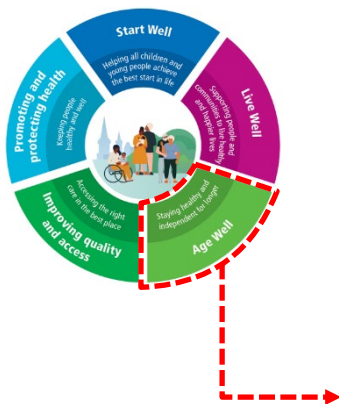 Start Well
Helping all children and
young people achieve
the best start in life
Live Well
Supporting people and
communities to live healthy
and happier lives
Age Well
Staying healthy and
independent for longer
Improving quality
and access
Accessing the right
care in the best place
Promoting and
protecting health
Keeping people
healthy and well